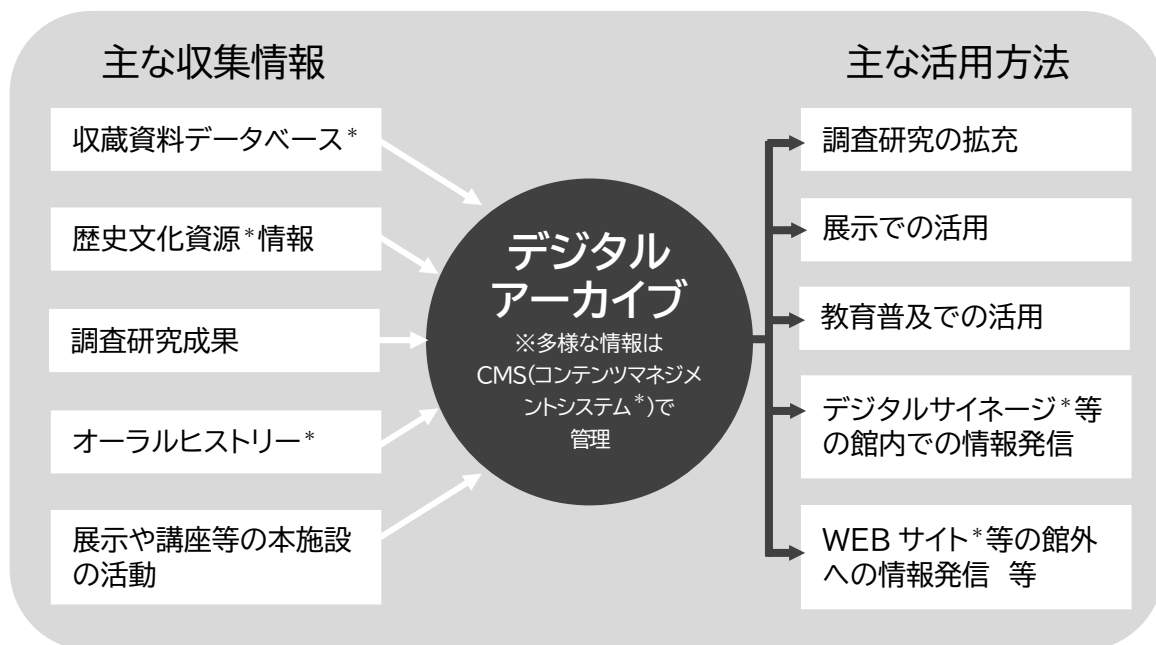 主な収集情報
収蔵資料データベース*
歴史文化資源*情報
調査研究成果
オーラルヒストリー*
展示や講座等の本施設
の活動
デジタル
アーカイブ
※多様な情報は
CMS(コンテンツマネジメ
ントシステム*)で
管理
主な活用方法
調査研究の拡充
展示での活用
教育普及での活用
デジタルサイネージ*等
の館内での情報発信
WEB サイト*等の館外
への情報発信 等